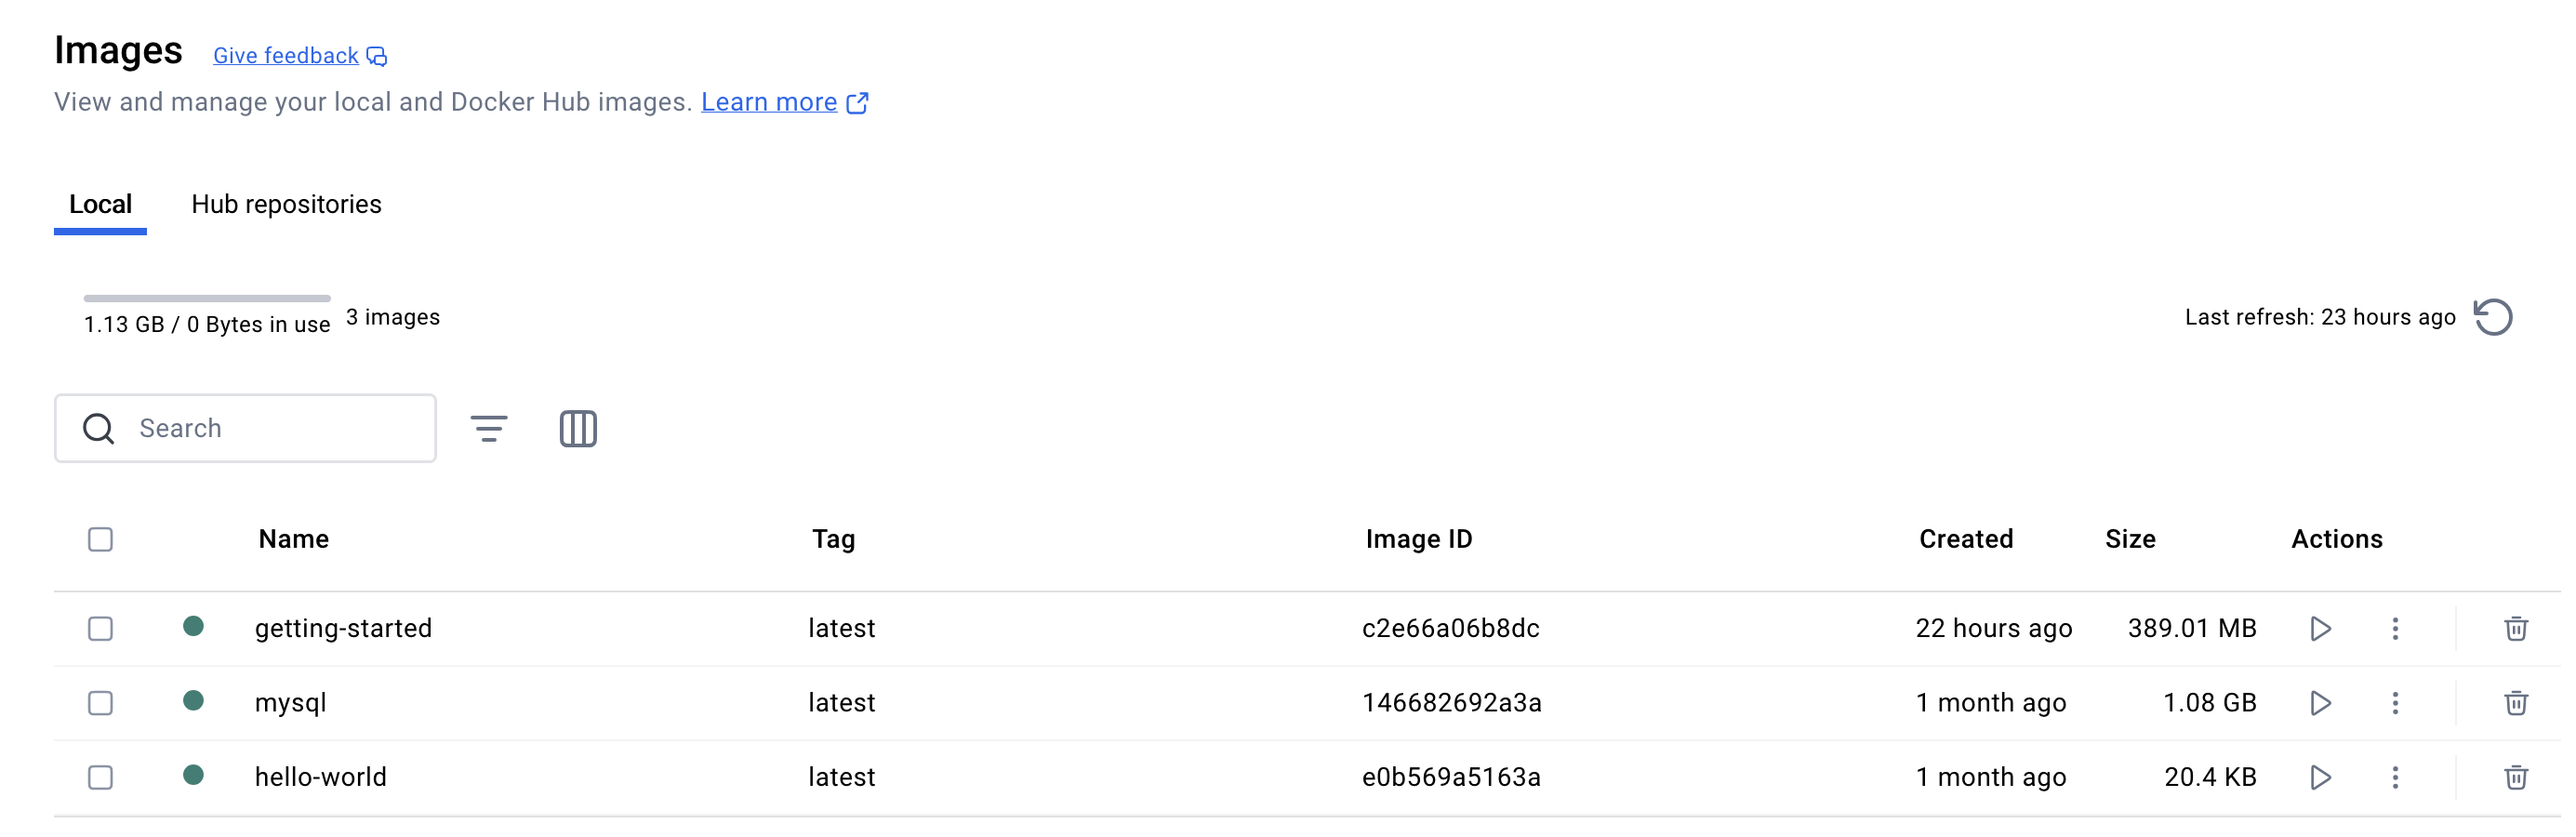 Images Give feedback
View and manage your local and Docker Hub images. Learn more
Local Hub repositories
1.13 GB / 0 Bytes in use 3 images Last refresh: 23 hours ago
Search
Name Tag Image ID Created Size Actions
getting-started latest c2e66a06b8dc 22 hours ago 389.01 MB
mysql latest 146682692a3a 1 month ago 1.08 GB
hello-world latest e0b569a5163a 1 month ago 20.4 KB